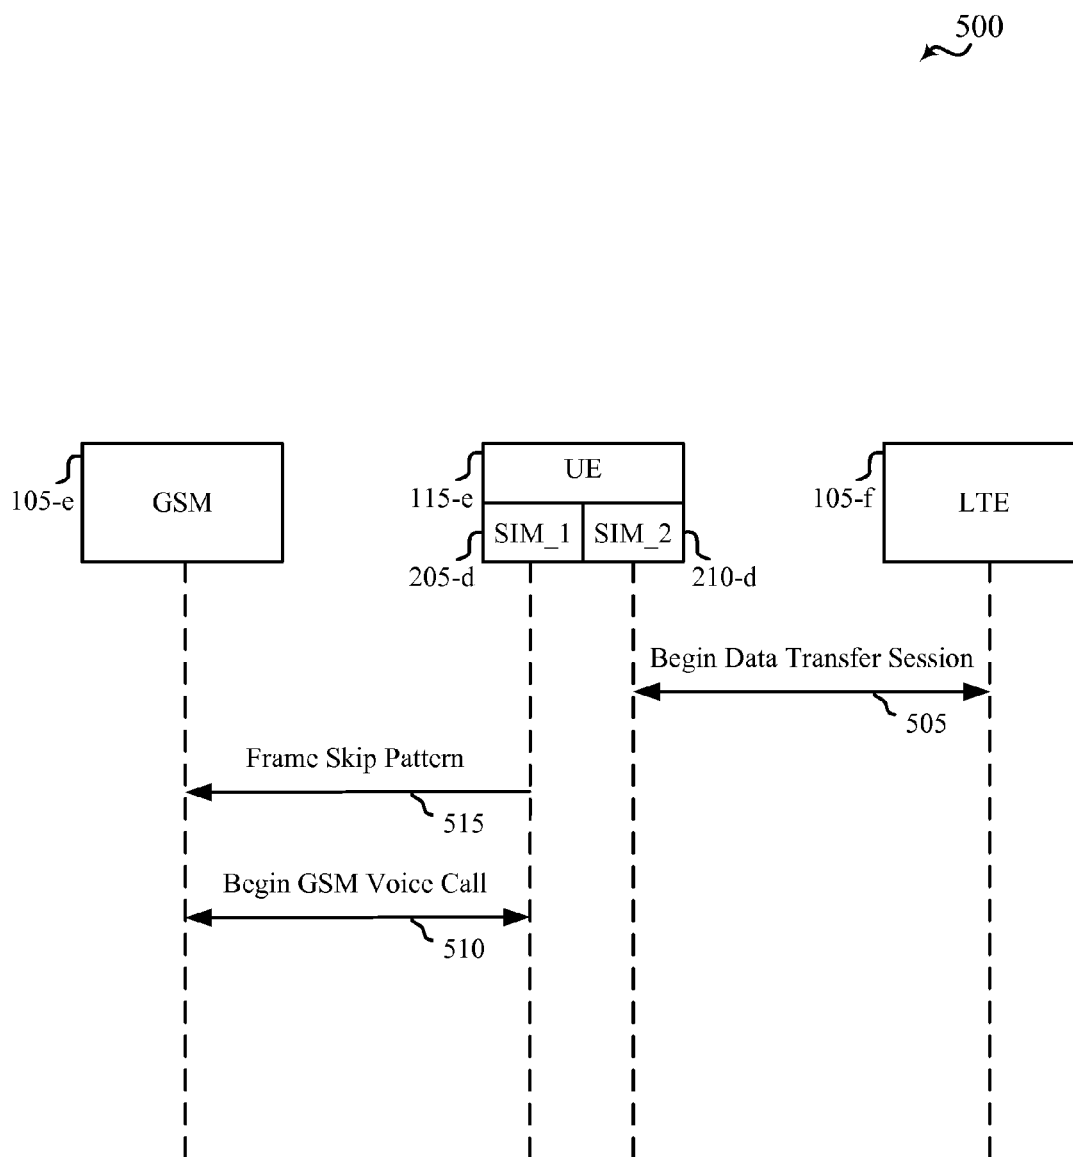 500
105-e
GSM
115-e
UE
SIM_1
SIM_2
205-d
210-d
105-f
LTE
Begin Data Transfer Session
505
Frame Skip Pattern
515
Begin GSM Voice Call
510